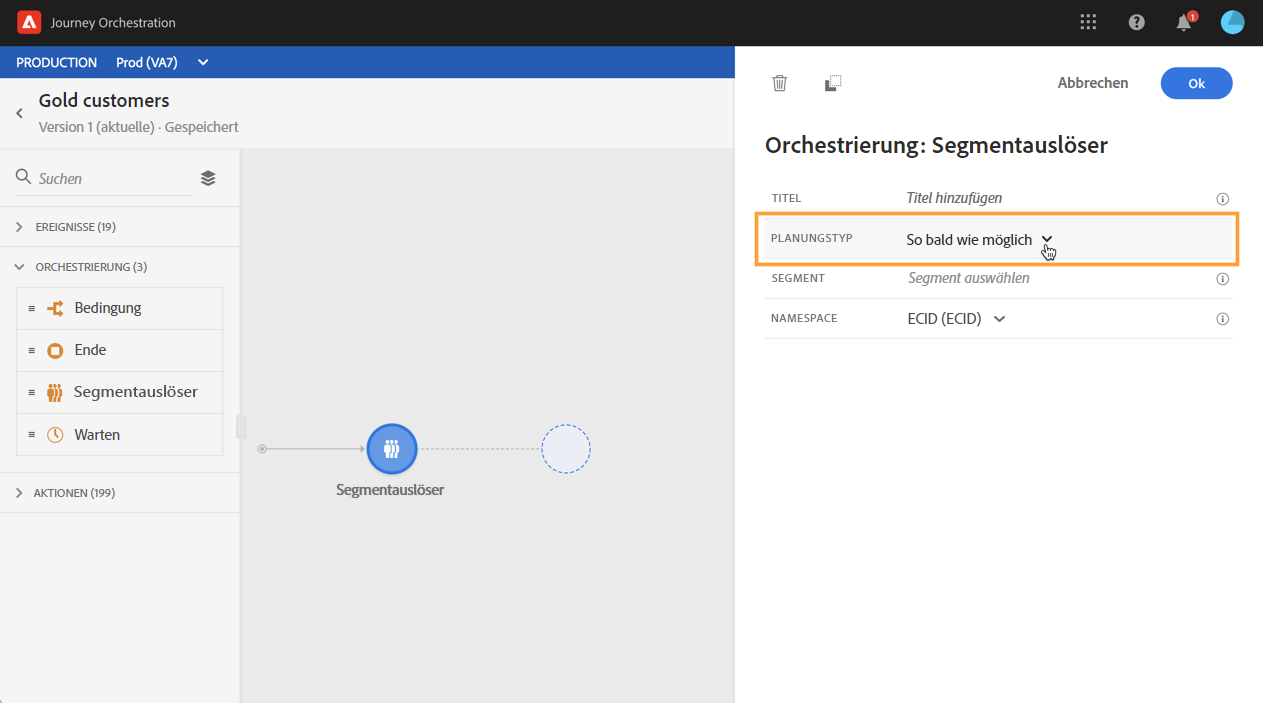 Journey Orchestration
1
PRODUCTION Prod (VA7)
Gold customers
Version 1 (aktuelle) · Gespeichert
Suchen
EREIGNISSE (19)
ORCHESTRIERUNG (3)
Bedingung
Ende
Segmentauslöser
Warten
AKTIONEN (199)
Segmentauslöser
Abbrechen
Ok
Orchestrierung: Segmentauslöser
TITEL Titel hinzufügen
PLANUNGSTYP So bald wie möglich
SEGMENT Segment auswählen
NAMESPACE ECID (ECID)